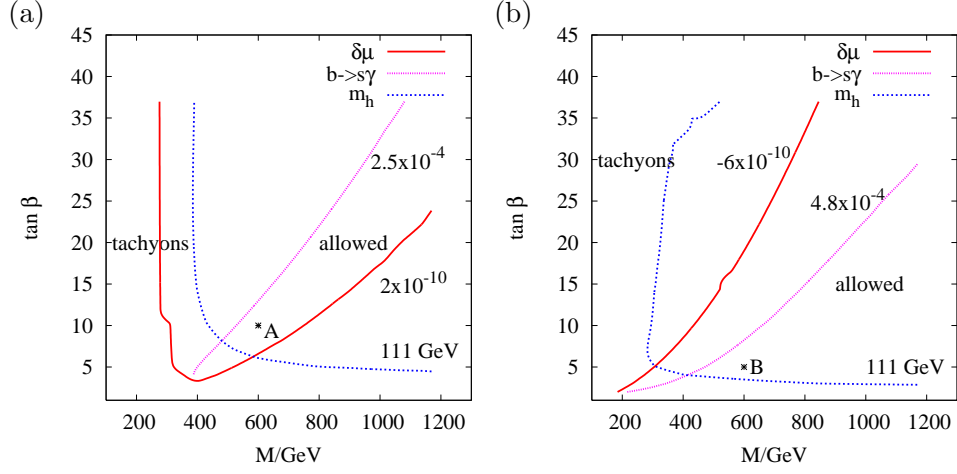 (a)
δμ
b->sγ
m_h
45
40
35
30
25
20
15
10
5
tan β
tachyons
2.5x10^-4
allowed
2x10^-10
A
111 GeV
200 400 600 800 1000 1200
M/GeV
(b)
δμ
b->sγ
m_h
45
40
35
30
25
20
15
10
5
tan β
tachyons
-6x10^-10
4.8x10^-4
allowed
B
111 GeV
200 400 600 800 1000 1200
M/GeV